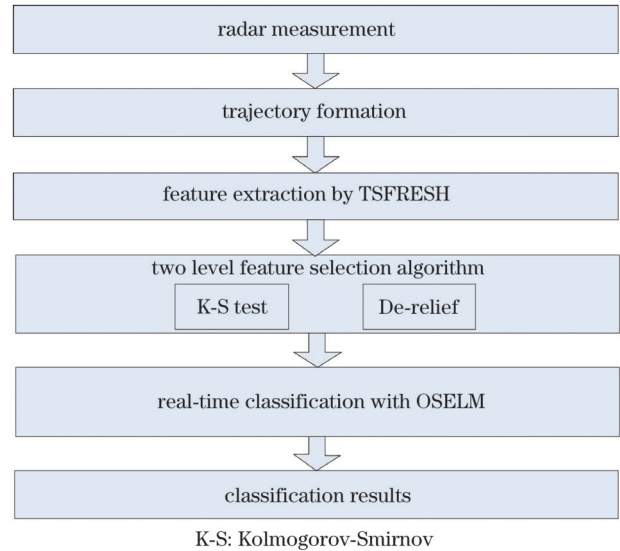 radar measurement
trajectory formation
feature extraction by TSFRESH
two level feature selection algorithm
K-S test
De-relief
real-time classification with OSELM
classification results
K-S: Kolmogorov-Smirnov